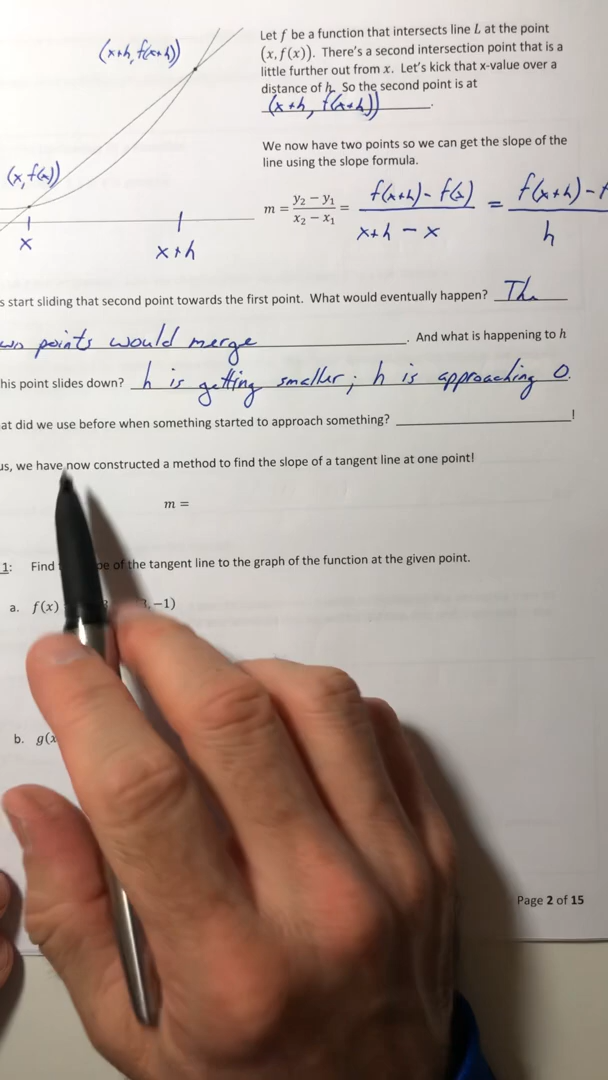 Let f be a function that intersects line L at the point
(x, f(x)). There's a second intersection point that is a
little further out from x. Let's kick that x-value over a
distance of h. So the second point is at
(x+h, f(x+h)) .
(x+h, f(x+h))
We now have two points so we can get the slope of the
line using the slope formula.
(x, f(x))
m = y₂ − y₁ / x₂ − x₁ = f(x+h) - f(x) / x+h - x = f(x+h) - f / h
x
x+h
s start sliding that second point towards the first point. What would eventually happen? Th
wo points would merge . And what is happening to h
his point slides down? h is getting smaller; h is approaching 0.
at did we use before when something started to approach something? !
us, we have now constructed a method to find the slope of a tangent line at one point!
m =
1: Find of the tangent line to the graph of the function at the given point.
a. f(x) , −1)
b. g(x
Page 2 of 15